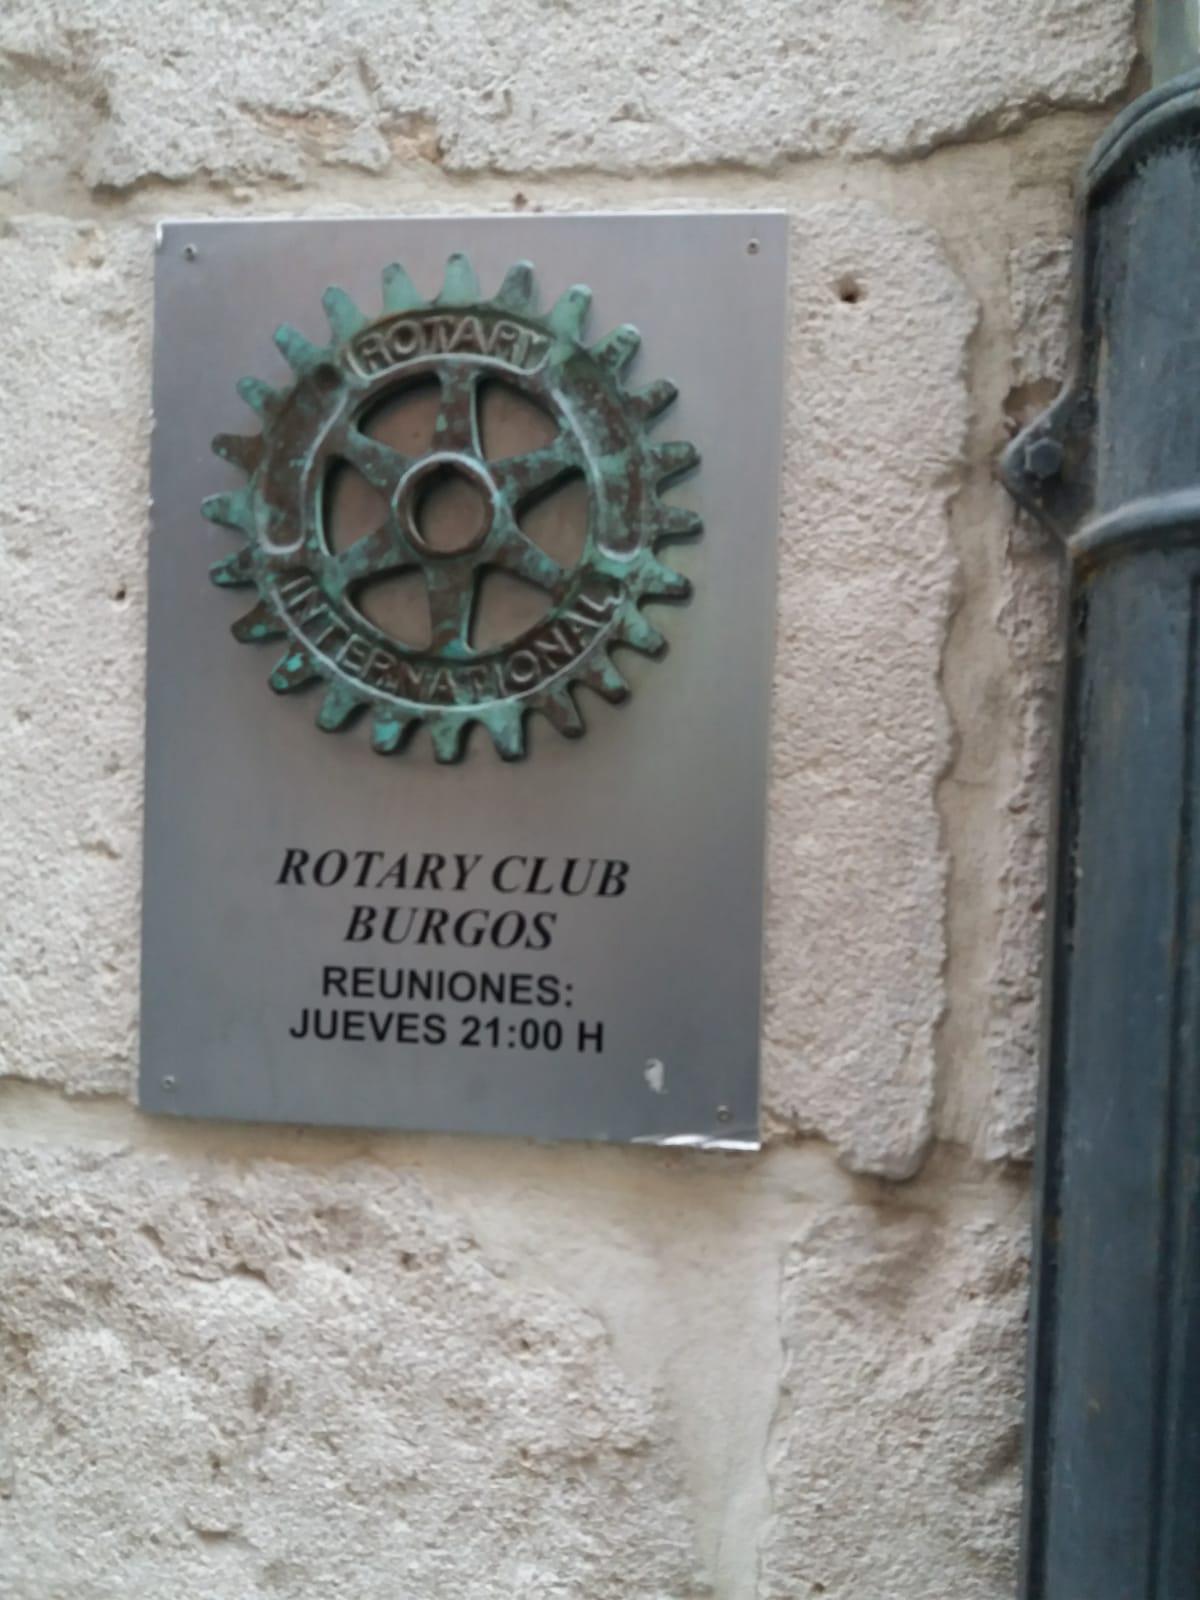 ROTARY
INTERNATIONAL
ROTARY CLUB
BURGOS
REUNIONES:
JUEVES 21:00 H